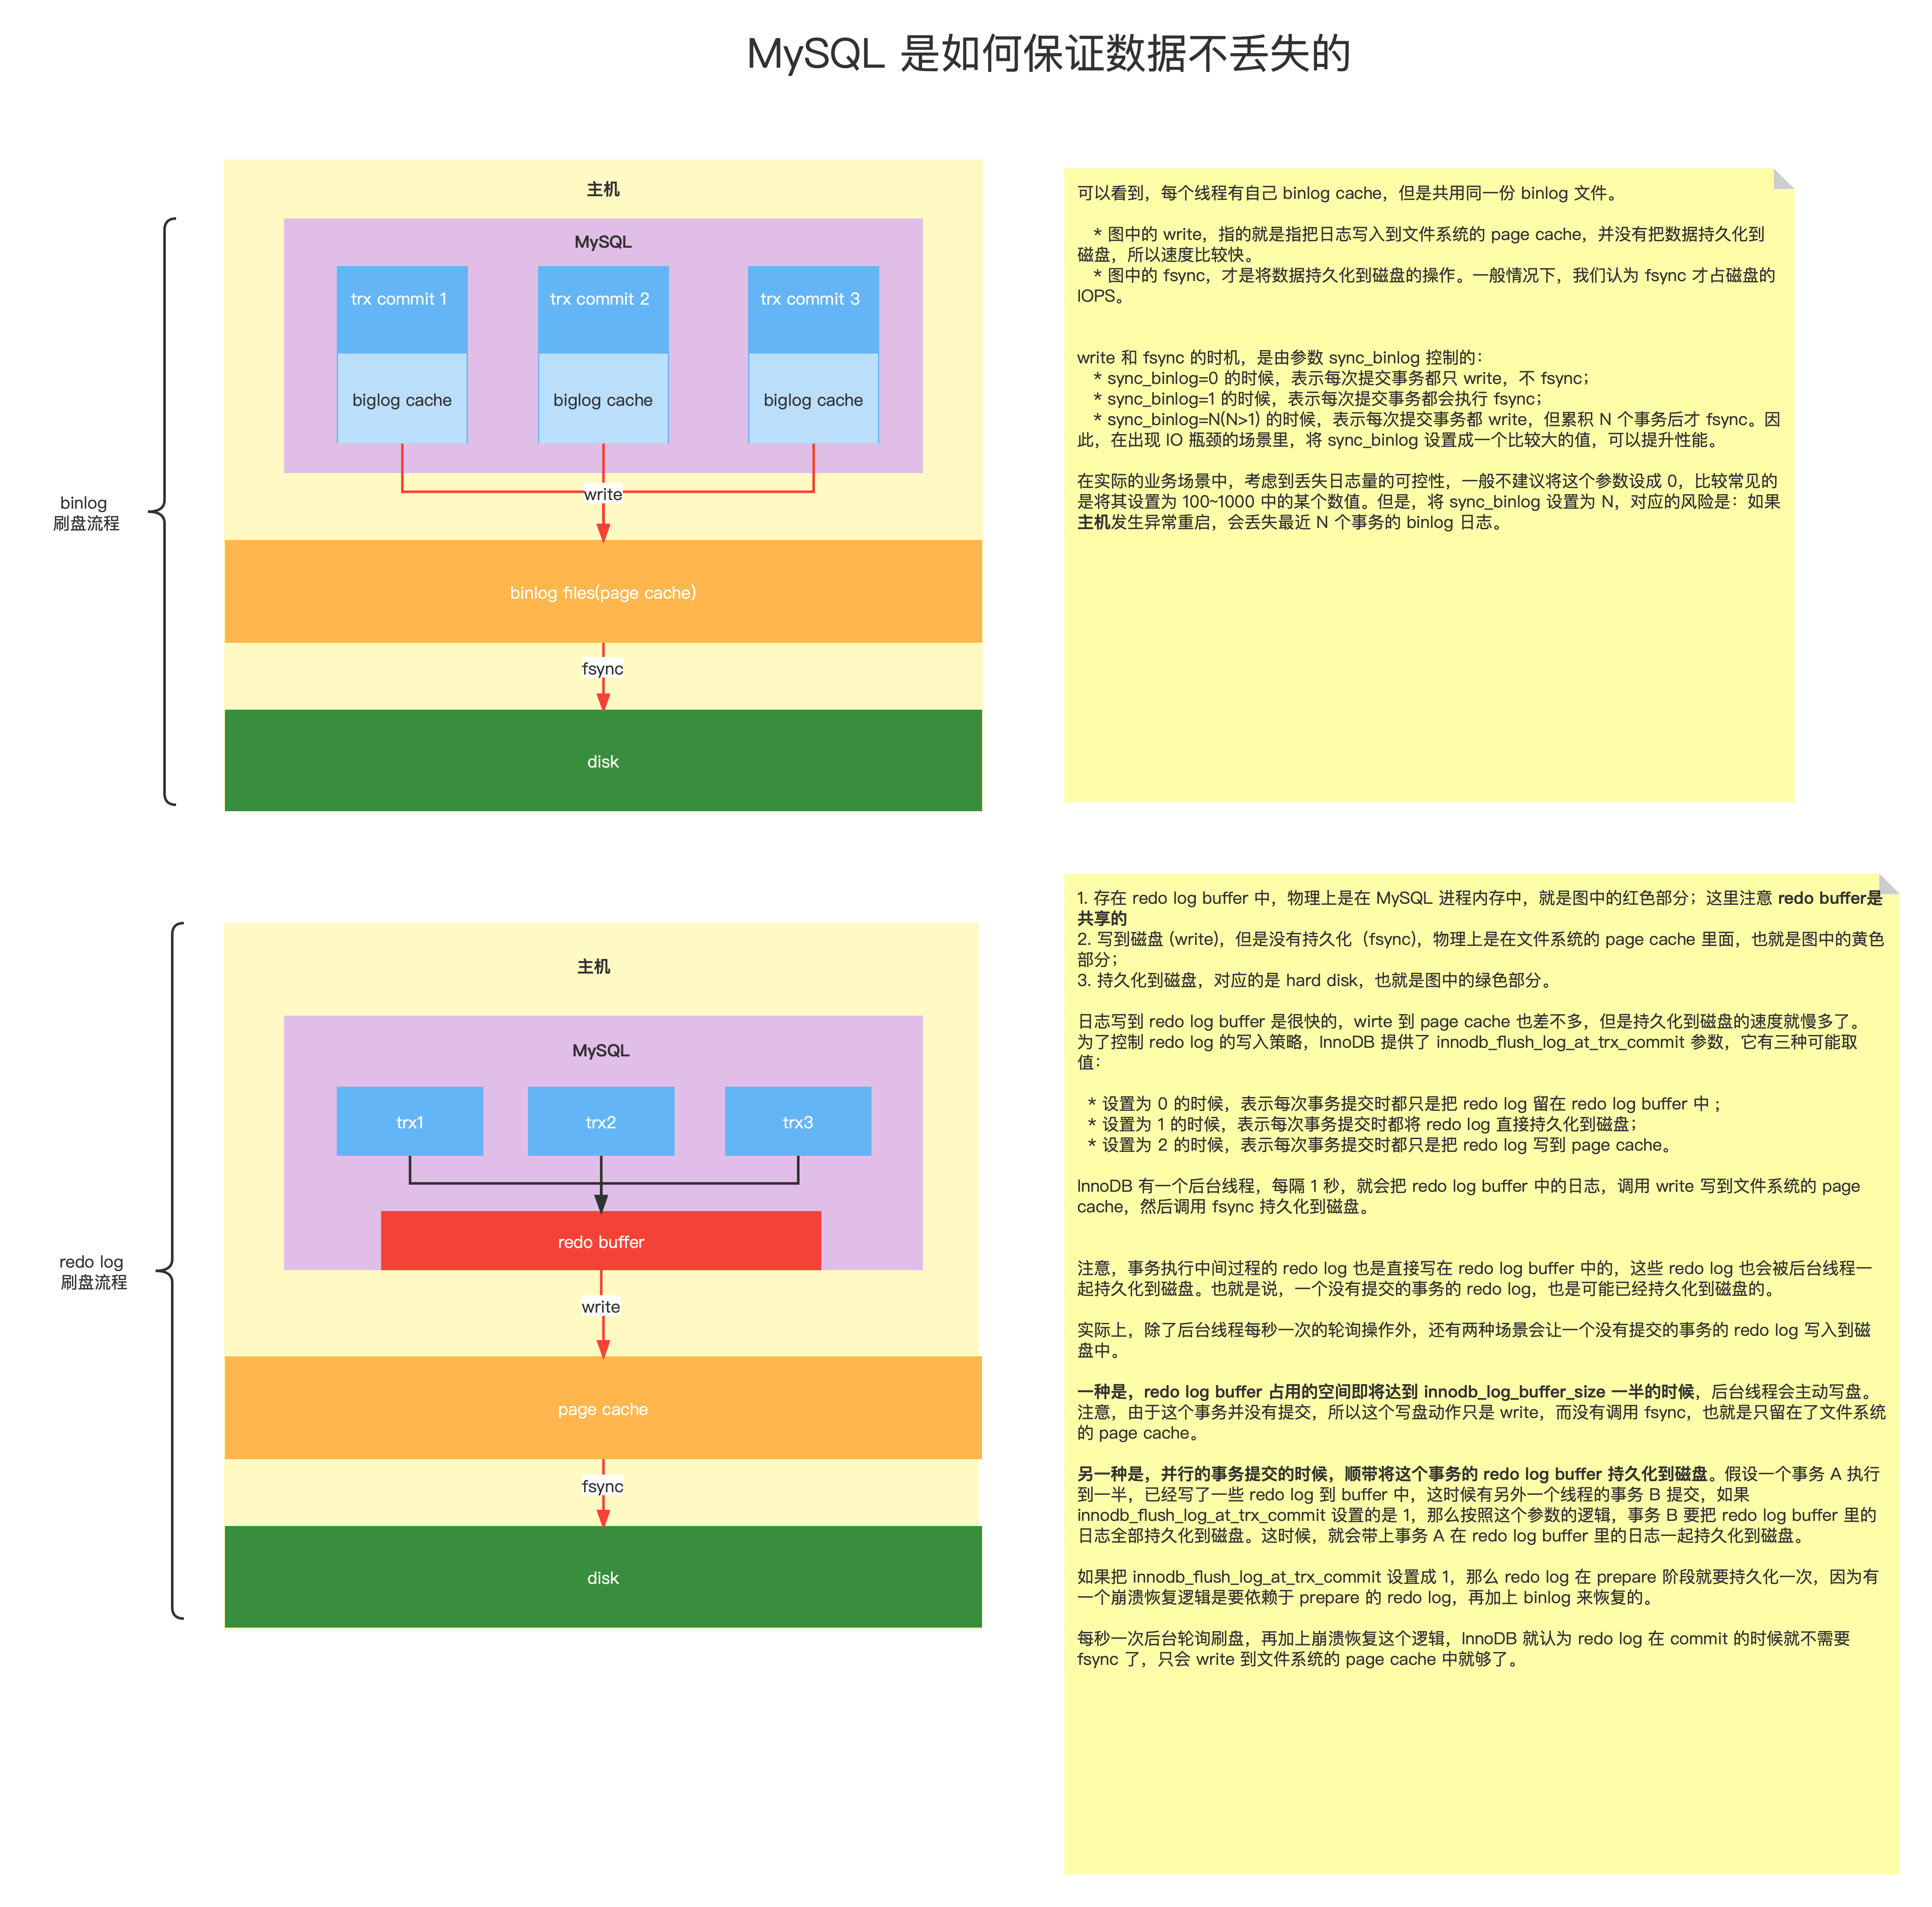 MySQL 是如何保证数据不丢失的
主机
MySQL
trx commit 1
trx commit 2
trx commit 3
biglog cache
biglog cache
biglog cache
write
binlog
刷盘流程
binlog files(page cache)
fsync
disk
可以看到，每个线程有自己 binlog cache，但是共用同一份 binlog 文件。
* 图中的 write，指的就是指把日志写入到文件系统的 page cache，并没有把数据持久化到
磁盘，所以速度比较快。
* 图中的 fsync，才是将数据持久化到磁盘的操作。一般情况下，我们认为 fsync 才占磁盘的
IOPS。
write 和 fsync 的时机，是由参数 sync_binlog 控制的：
* sync_binlog=0 的时候，表示每次提交事务都只 write，不 fsync；
* sync_binlog=1 的时候，表示每次提交事务都会执行 fsync；
* sync_binlog=N(N>1) 的时候，表示每次提交事务都 write，但累积 N 个事务后才 fsync。因
此，在出现 IO 瓶颈的场景里，将 sync_binlog 设置成一个比较大的值，可以提升性能。
在实际的业务场景中，考虑到丢失日志量的可控性，一般不建议将这个参数设成 0，比较常见的
是将其设置为 100~1000 中的某个数值。但是，将 sync_binlog 设置为 N，对应的风险是：如果
主机发生异常重启，会丢失最近 N 个事务的 binlog 日志。
主机
MySQL
trx1
trx2
trx3
redo buffer
redo log
刷盘流程
write
page cache
fsync
disk
1. 存在 redo log buffer 中，物理上是在 MySQL 进程内存中，就是图中的红色部分；这里注意 redo buffer是
共享的
2. 写到磁盘 (write)，但是没有持久化（fsync)，物理上是在文件系统的 page cache 里面，也就是图中的黄色
部分；
3. 持久化到磁盘，对应的是 hard disk，也就是图中的绿色部分。
日志写到 redo log buffer 是很快的，wirte 到 page cache 也差不多，但是持久化到磁盘的速度就慢多了。
为了控制 redo log 的写入策略，InnoDB 提供了 innodb_flush_log_at_trx_commit 参数，它有三种可能取
值：
* 设置为 0 的时候，表示每次事务提交时都只是把 redo log 留在 redo log buffer 中 ；
* 设置为 1 的时候，表示每次事务提交时都将 redo log 直接持久化到磁盘；
* 设置为 2 的时候，表示每次事务提交时都只是把 redo log 写到 page cache。
InnoDB 有一个后台线程，每隔 1 秒，就会把 redo log buffer 中的日志，调用 write 写到文件系统的 page
cache，然后调用 fsync 持久化到磁盘。
注意，事务执行中间过程的 redo log 也是直接写在 redo log buffer 中的，这些 redo log 也会被后台线程一
起持久化到磁盘。也就是说，一个没有提交的事务的 redo log，也是可能已经持久化到磁盘的。
实际上，除了后台线程每秒一次的轮询操作外，还有两种场景会让一个没有提交的事务的 redo log 写入到磁
盘中。
一种是，redo log buffer 占用的空间即将达到 innodb_log_buffer_size 一半的时候，后台线程会主动写盘。
注意，由于这个事务并没有提交，所以这个写盘动作只是 write，而没有调用 fsync，也就是只留在了文件系统
的 page cache。
另一种是，并行的事务提交的时候，顺带将这个事务的 redo log buffer 持久化到磁盘。假设一个事务 A 执行
到一半，已经写了一些 redo log 到 buffer 中，这时候有另外一个线程的事务 B 提交，如果
innodb_flush_log_at_trx_commit 设置的是 1，那么按照这个参数的逻辑，事务 B 要把 redo log buffer 里的
日志全部持久化到磁盘。这时候，就会带上事务 A 在 redo log buffer 里的日志一起持久化到磁盘。
如果把 innodb_flush_log_at_trx_commit 设置成 1，那么 redo log 在 prepare 阶段就要持久化一次，因为有
一个崩溃恢复逻辑是要依赖于 prepare 的 redo log，再加上 binlog 来恢复的。
每秒一次后台轮询刷盘，再加上崩溃恢复这个逻辑，InnoDB 就认为 redo log 在 commit 的时候就不需要
fsync 了，只会 write 到文件系统的 page cache 中就够了。